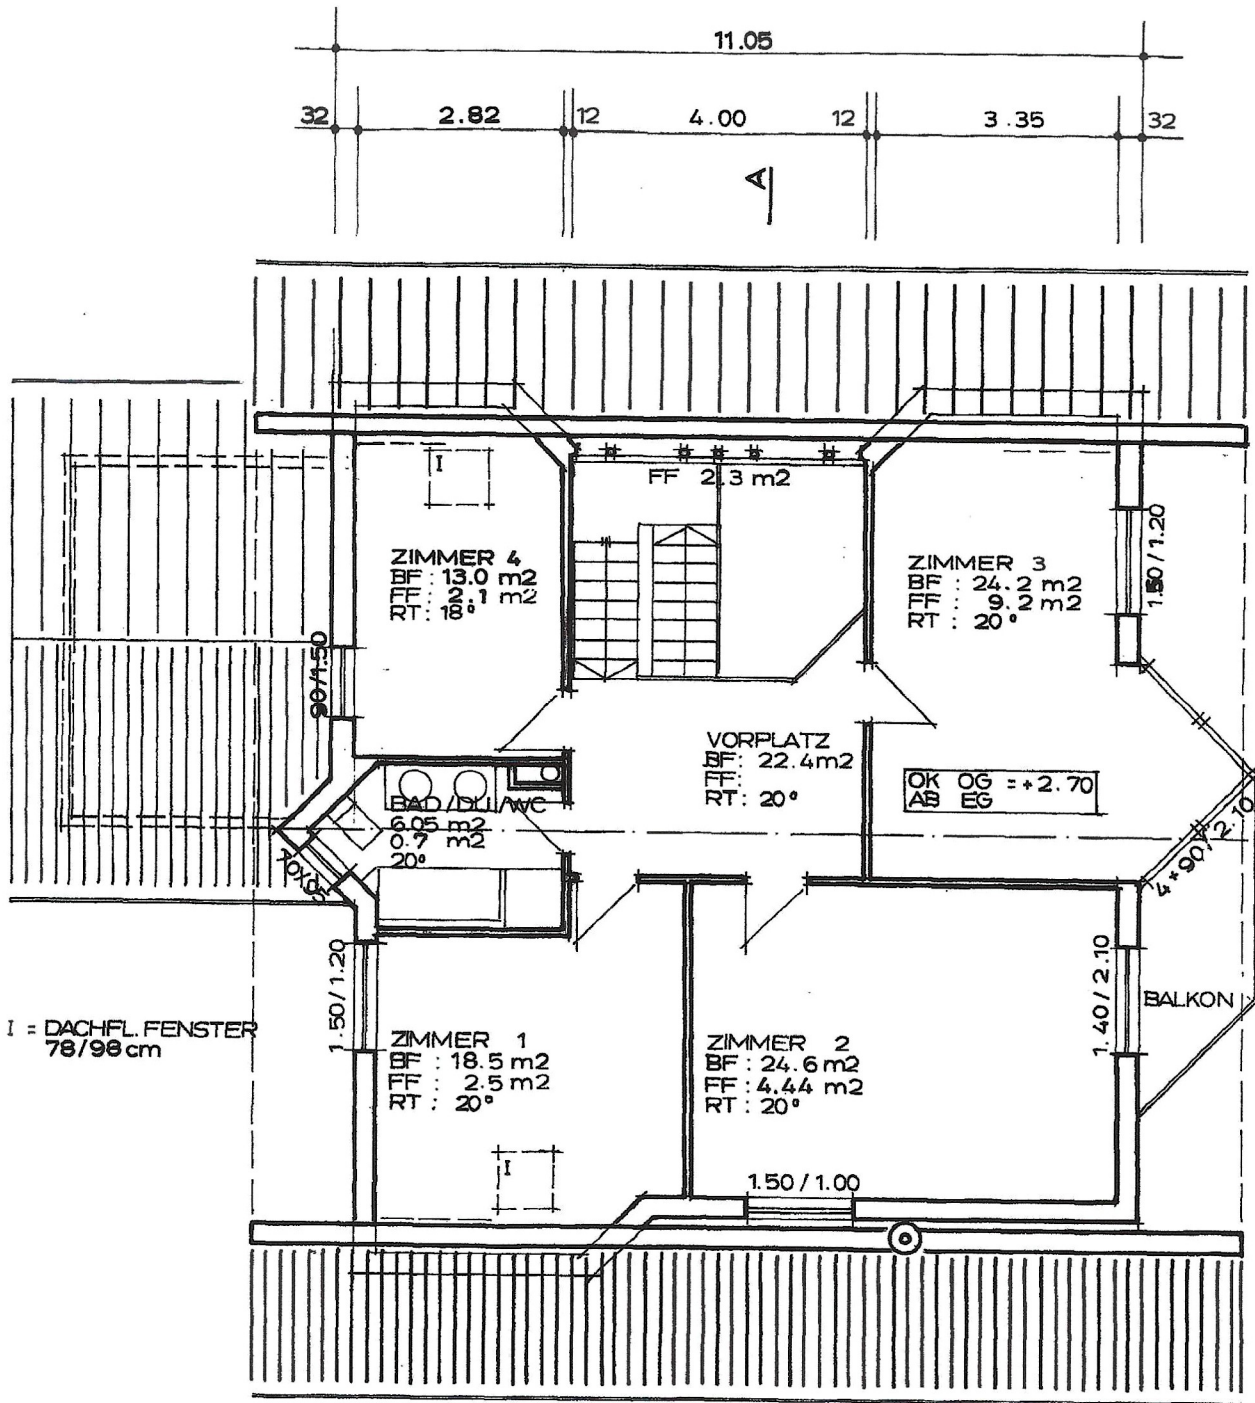 11.05
32 2.82 12 4.00 12 3.35 32
A
I
FF 2.3 m2
ZIMMER 4
BF : 13.0 m2
FF : 2.1 m2
RT : 18°
ZIMMER 3
BF : 24.2 m2
FF : 9.2 m2
RT : 20°
1.50/1.20
90/1.50
VORPLATZ
BF : 22.4 m2
FF :
RT : 20°
OK OG = +2.70
AB EG
BAD/DU/WC
6.05 m2
0.7 m2
20°
4*90/2.10
1.50/1.20
1.40/2.10
BALKON
I = DACHFL. FENSTER
78/98 cm
ZIMMER 1
BF : 18.5 m2
FF : 2.5 m2
RT : 20°
ZIMMER 2
BF : 24.6 m2
FF : 4.44 m2
RT : 20°
I
1.50/1.00